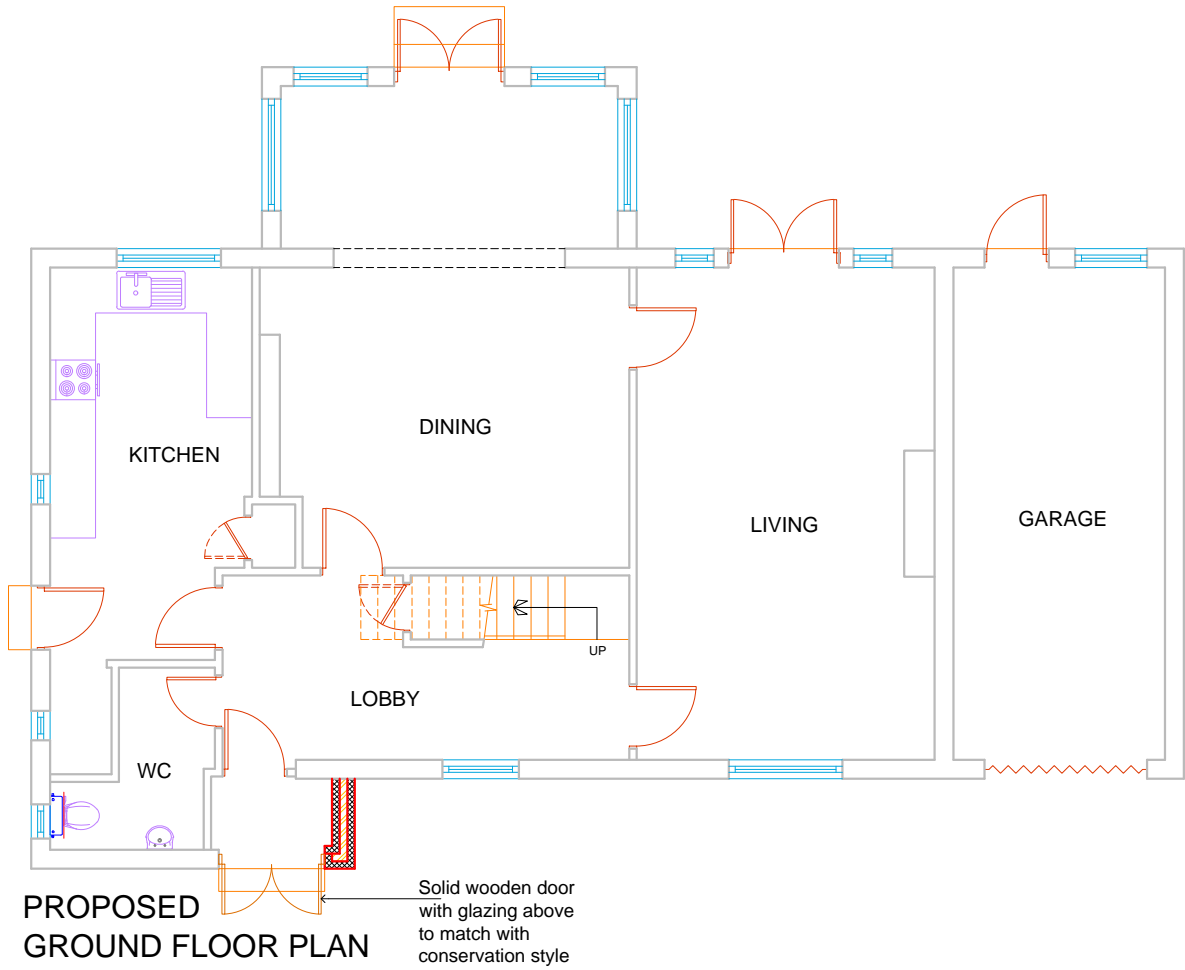 DINING
KITCHEN
LIVING
GARAGE
UP
LOBBY
WC
PROPOSED
GROUND FLOOR PLAN
Solid wooden door
with glazing above
to match with
conservation style